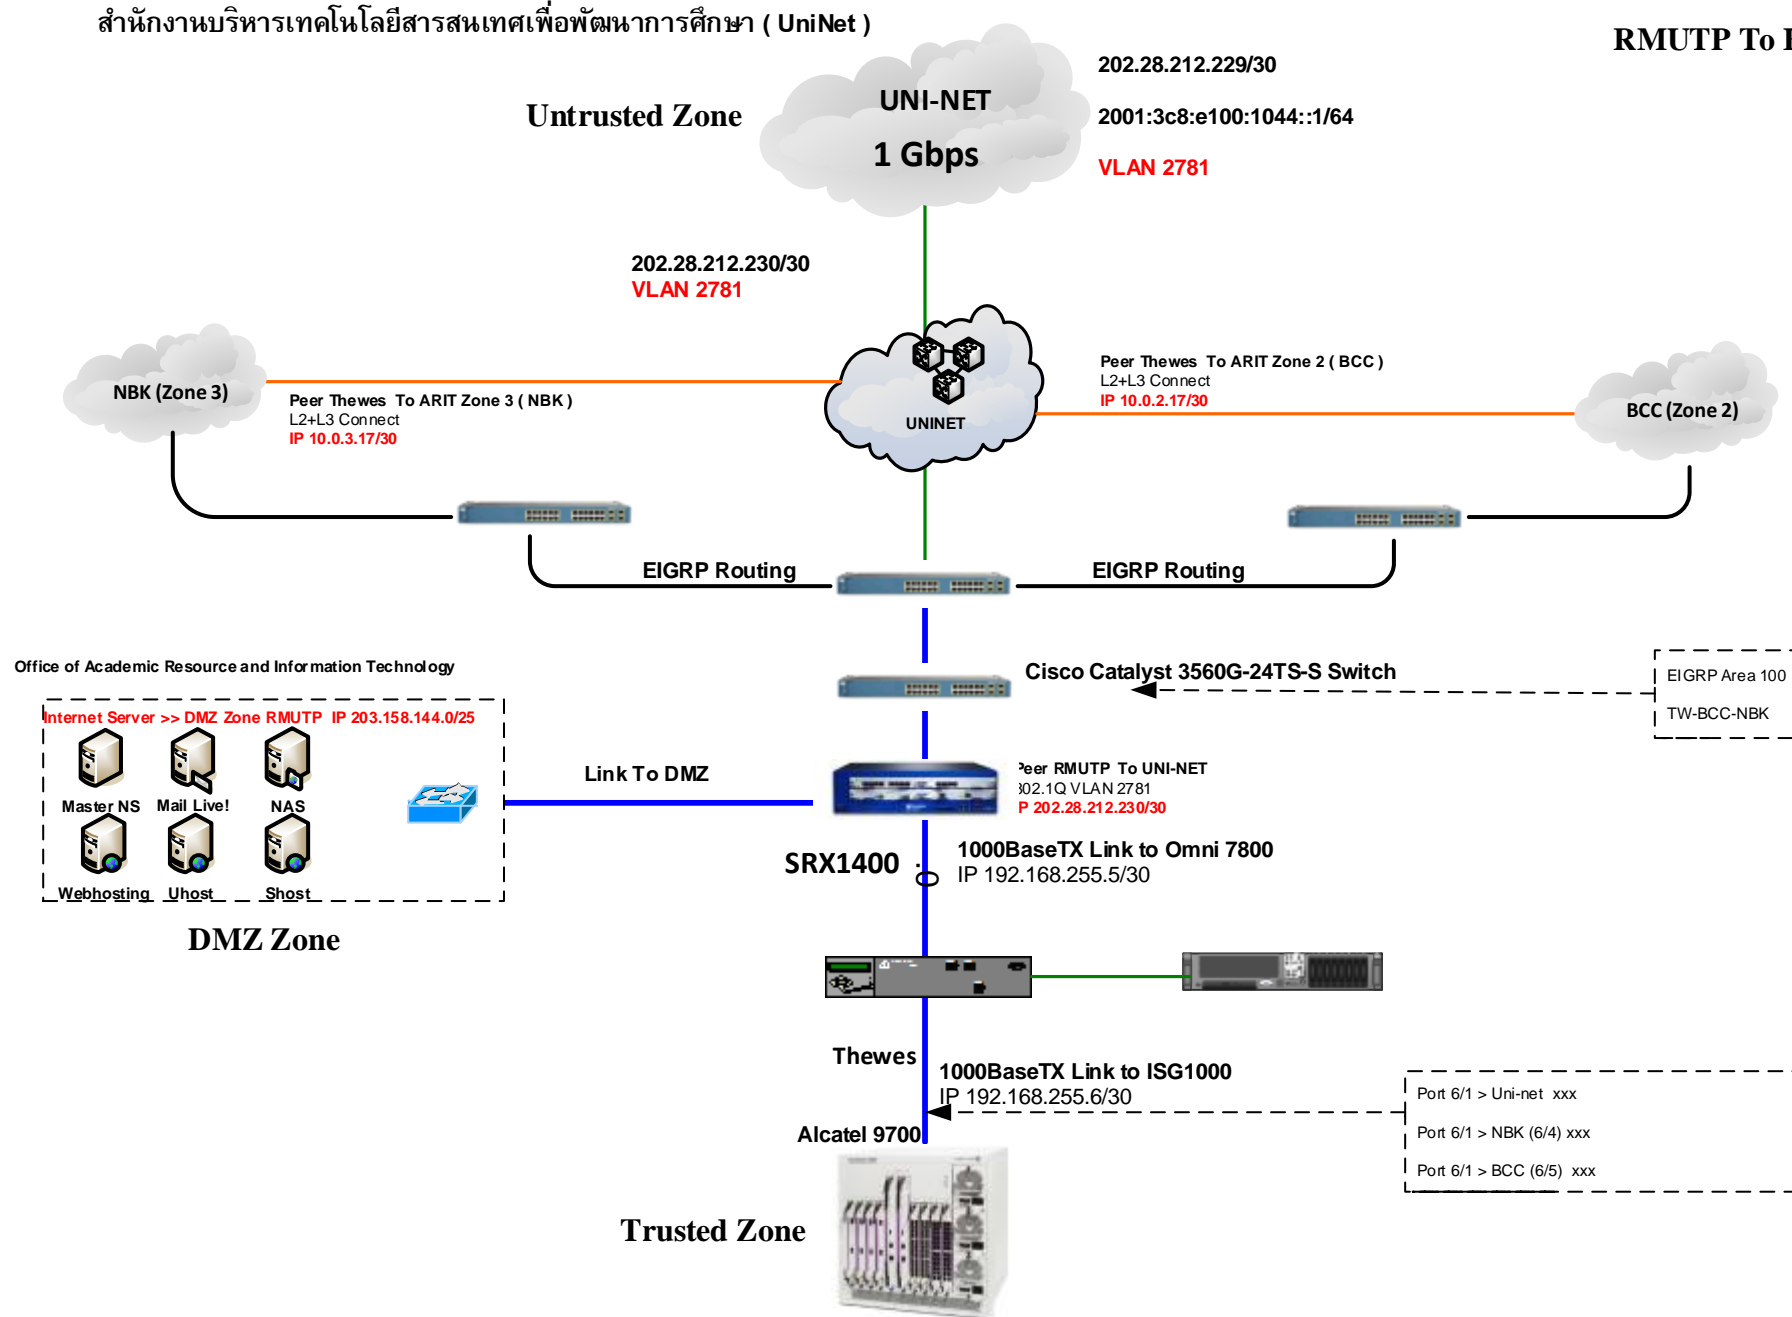 สำนักงานบริหารเทคโนโลยีสารสนเทศเพื่อพัฒนาการศึกษา ( UniNet )
RMUTP To
Untrusted Zone
UNI-NET
1 Gbps
202.28.212.229/30
2001:3c8:e100:1044::1/64
VLAN 2781
202.28.212.230/30
VLAN 2781
NBK (Zone 3)
Peer Thewes To ARIT Zone 3 ( NBK )
L2+L3 Connect
IP 10.0.3.17/30
UNINET
Peer Thewes To ARIT Zone 2 ( BCC )
L2+L3 Connect
IP 10.0.2.17/30
BCC (Zone 2)
EIGRP Routing
EIGRP Routing
Office of Academic Resource and Information Technology
Cisco Catalyst 3560G-24TS-S Switch
EIGRP Area 100
TW-BCC-NBK
Internet Server >> DMZ Zone RMUTP IP 203.158.144.0/25
Master NS
Mail Live!
NAS
Webhosting
Uhost
Shost
DMZ Zone
Link To DMZ
Peer RMUTP To UNI-NET
802.1Q VLAN 2781
IP 202.28.212.230/30
SRX1400
1000BaseTX Link to Omni 7800
IP 192.168.255.5/30
Thewes
1000BaseTX Link to ISG1000
IP 192.168.255.6/30
Alcatel 9700
Port 6/1 > Uni-net xxx
Port 6/1 > NBK (6/4) xxx
Port 6/1 > BCC (6/5) xxx
Trusted Zone